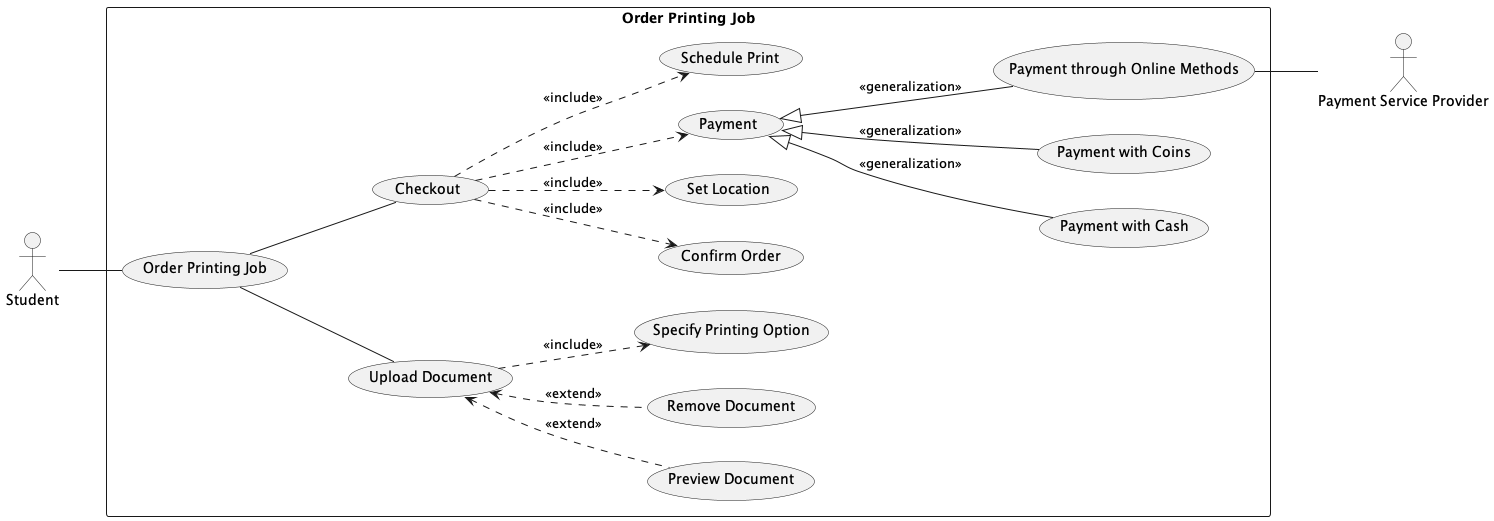 Order Printing Job
Schedule Print
Payment through Online Methods
Payment Service Provider
«include»
«generalization»
Payment
«include»
«generalization»
Payment with Coins
«generalization»
Checkout
«include»
Set Location
«include»
Payment with Cash
Confirm Order
Order Printing Job
Student
Specify Printing Option
«include»
Upload Document
«extend»
Remove Document
«extend»
Preview Document